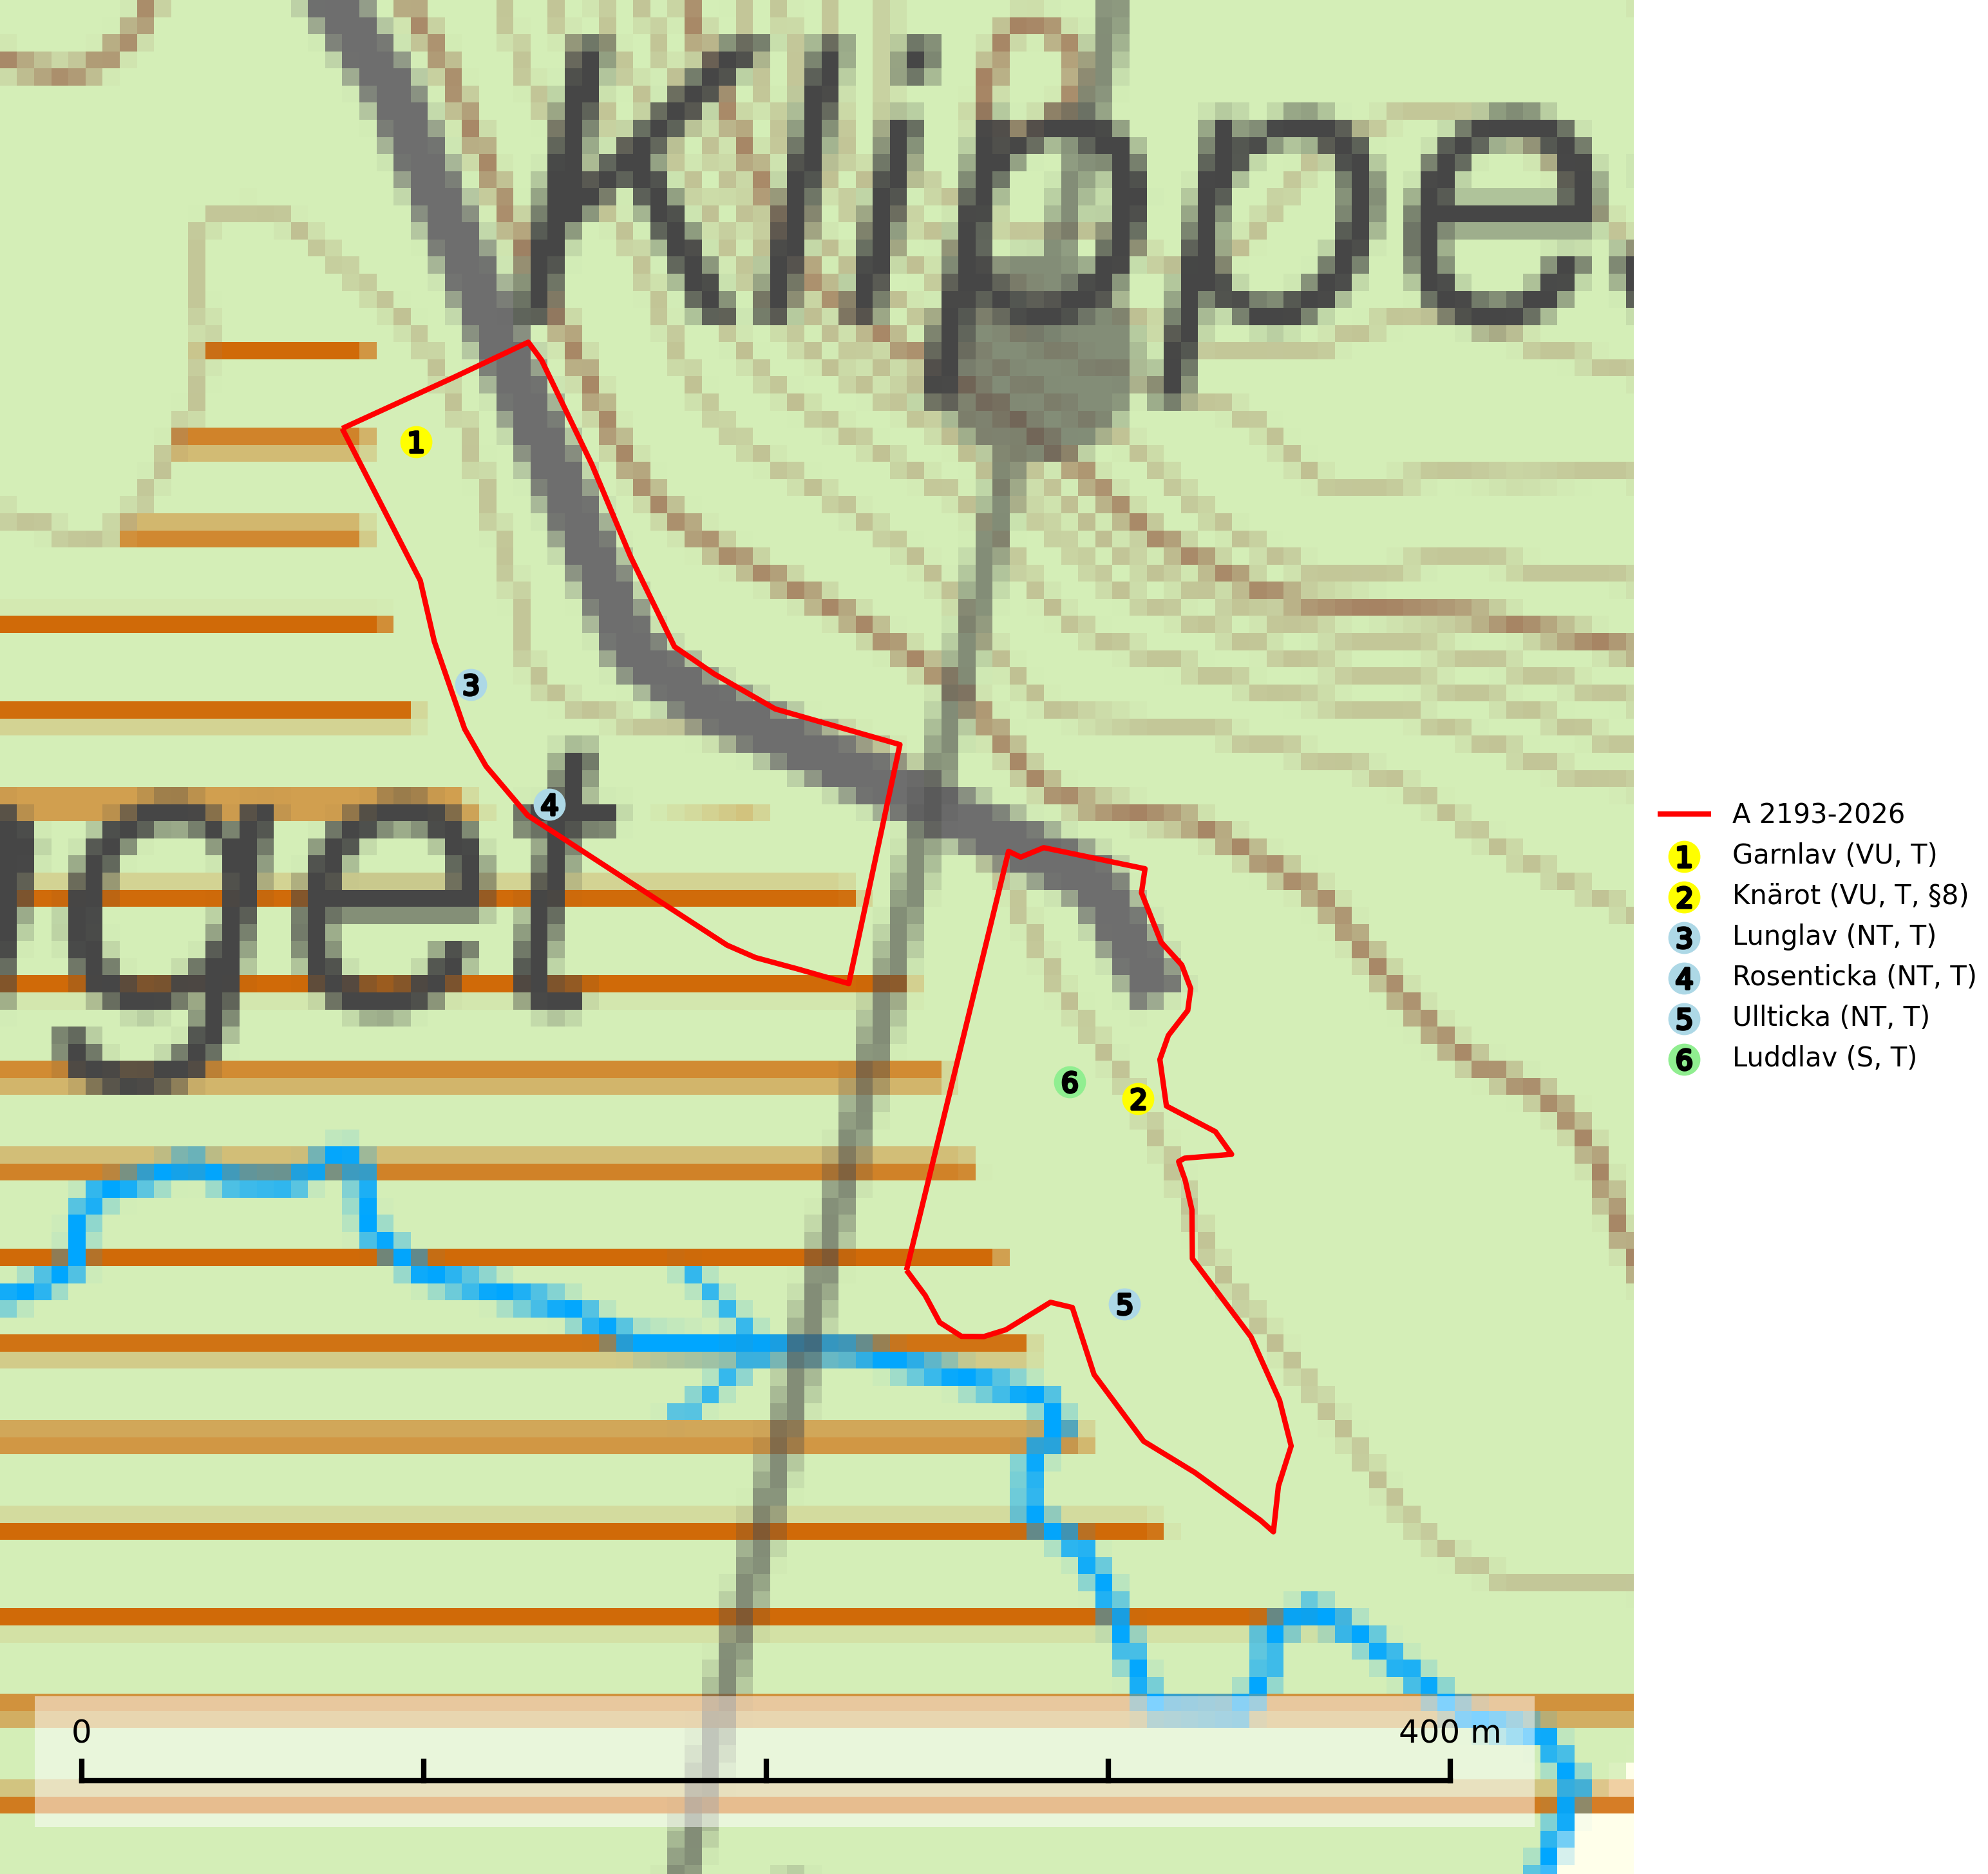 Klippe
get
1
3
4
6
2
5
0
400 m
A 2193-2026
1 Garnlav (VU, T)
2 Knärot (VU, T, §8)
3 Lunglav (NT, T)
4 Rosenticka (NT, T)
5 Ullticka (NT, T)
6 Luddlav (S, T)